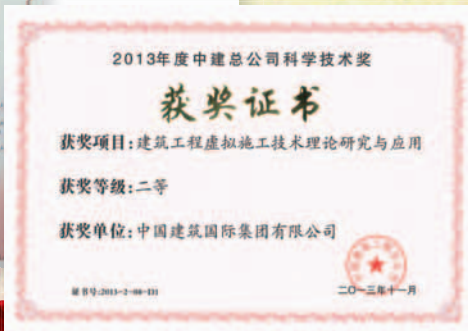 2013年度中建总公司科学技术奖
获奖证书
获奖项目:建筑工程虚拟施工技术理论研究与应用
获奖等级:二等
获奖单位:中国建筑国际集团有限公司
二〇一三年十一月